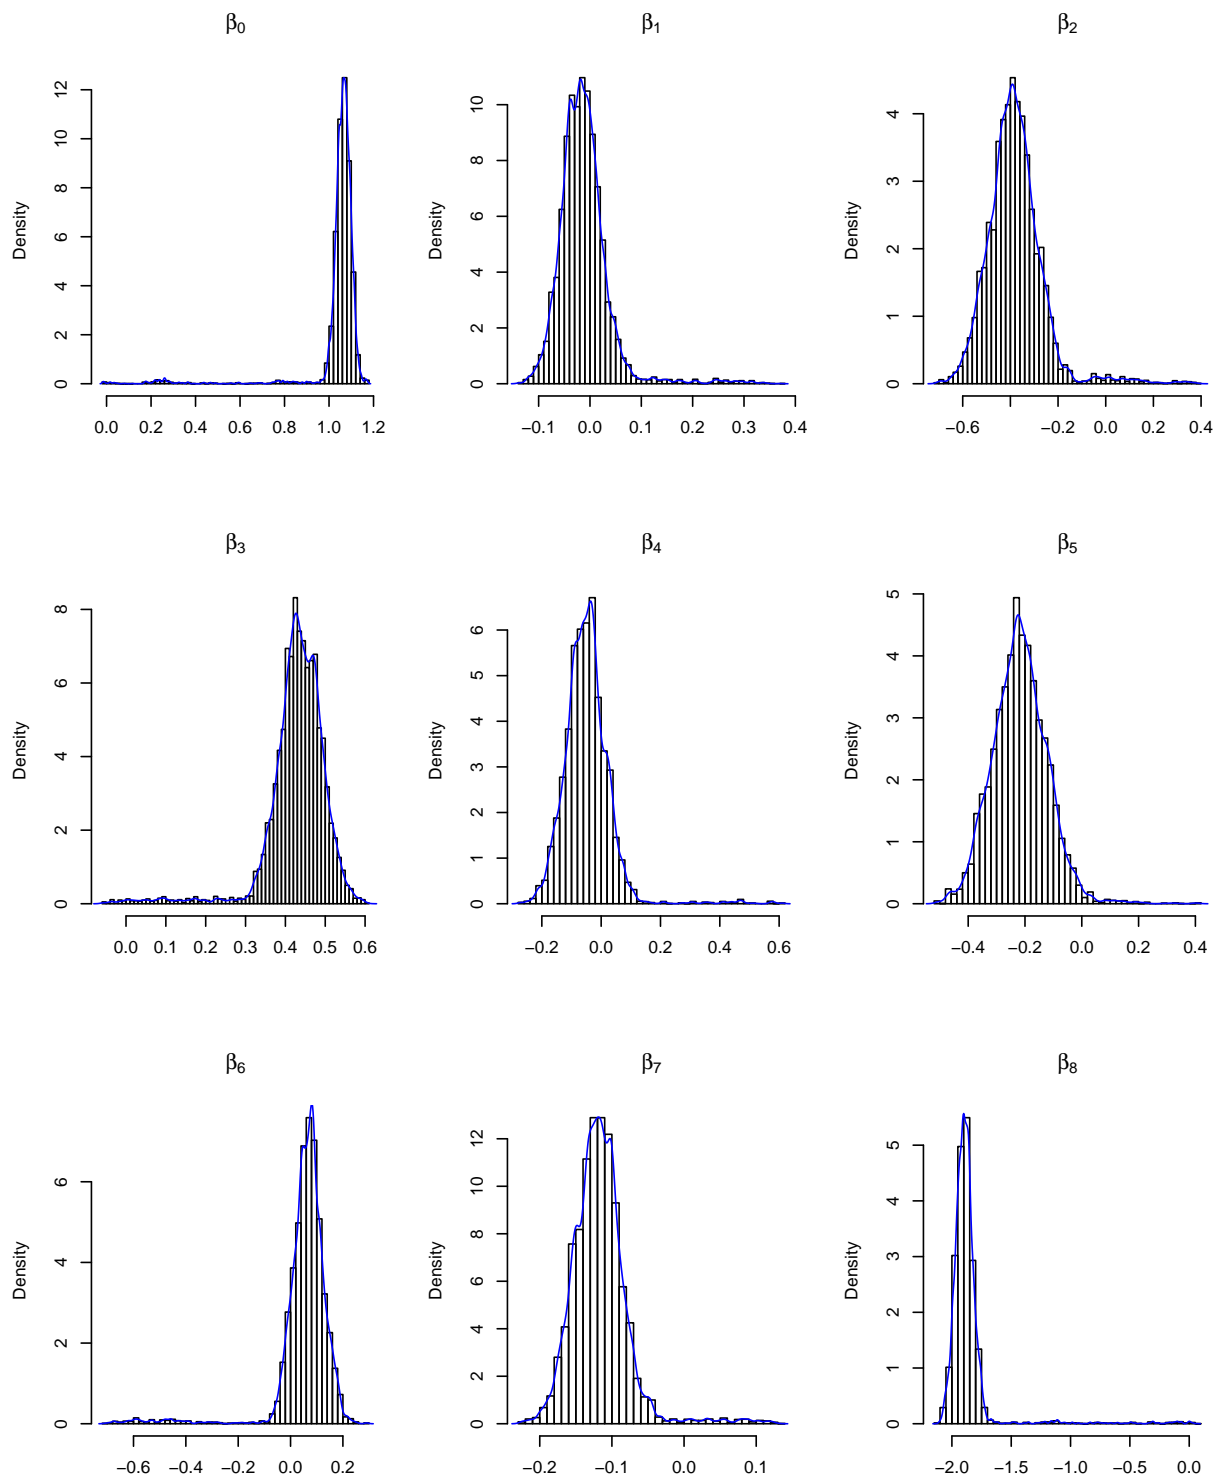 β0 β1 β2
Density
0 2 4 6 8 10 12
0.0 0.2 0.4 0.6 0.8 1.0 1.2
Density
0 2 4 6 8 10
−0.1 0.0 0.1 0.2 0.3 0.4
Density
0 1 2 3 4
−0.6 −0.2 0.0 0.2 0.4
β3 β4 β5
Density
0 2 4 6 8
0.0 0.1 0.2 0.3 0.4 0.5 0.6
Density
0 1 2 3 4 5 6
−0.2 0.0 0.2 0.4 0.6
Density
0 1 2 3 4 5
−0.4 −0.2 0.0 0.2 0.4
β6 β7 β8
Density
0 2 4 6
−0.6 −0.4 −0.2 0.0 0.2
Density
0 2 4 6 8 10 12
−0.2 −0.1 0.0 0.1
Density
0 1 2 3 4 5
−2.0 −1.5 −1.0 −0.5 0.0